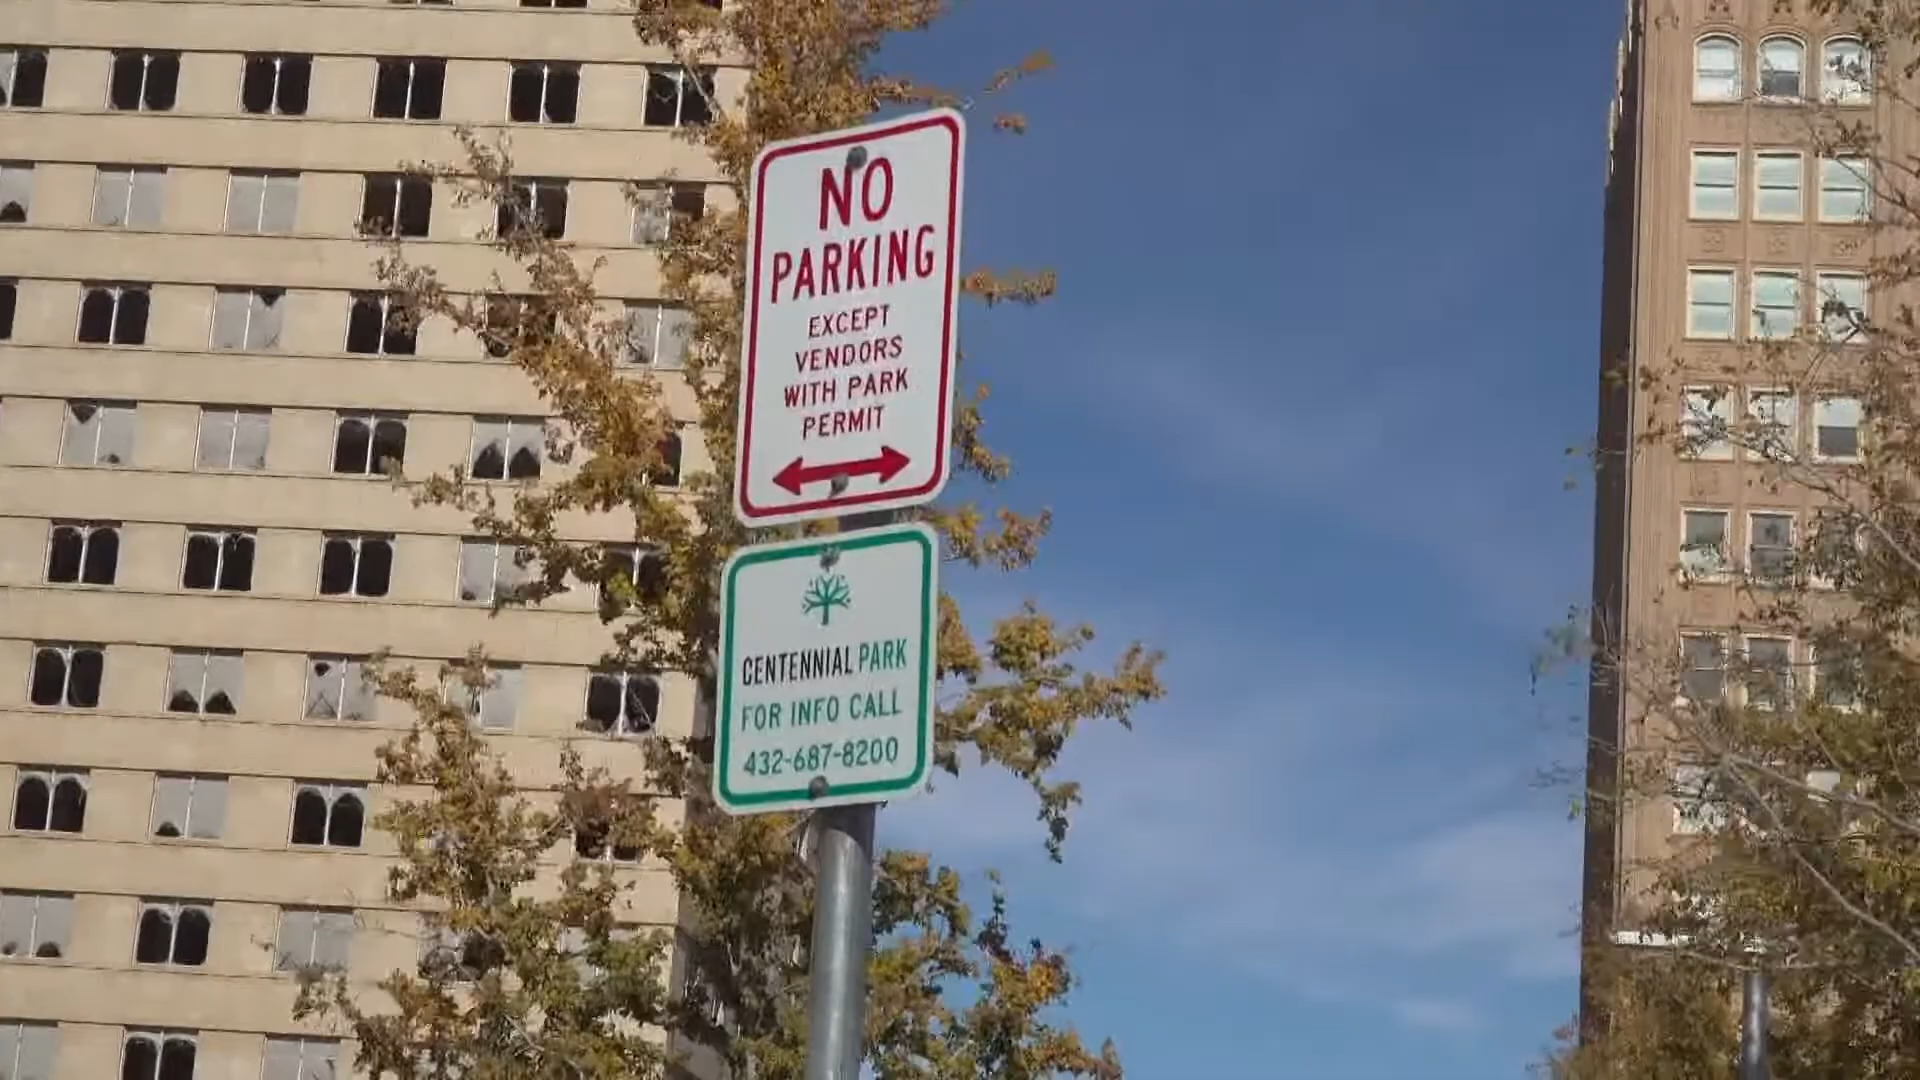 NO
PARKING
EXCEPT
VENDORS
WITH PARK
PERMIT
CENTENNIAL PARK
FOR INFO CALL
432-687-8200